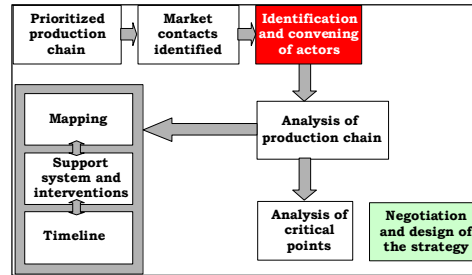 Prioritized
production
chain
Market
contacts
identified
Identification
and convening
of actors
Mapping
Support
system and
interventions
Timeline
Analysis of
production chain
Analysis of
critical
points
Negotiation
and design of
the strategy